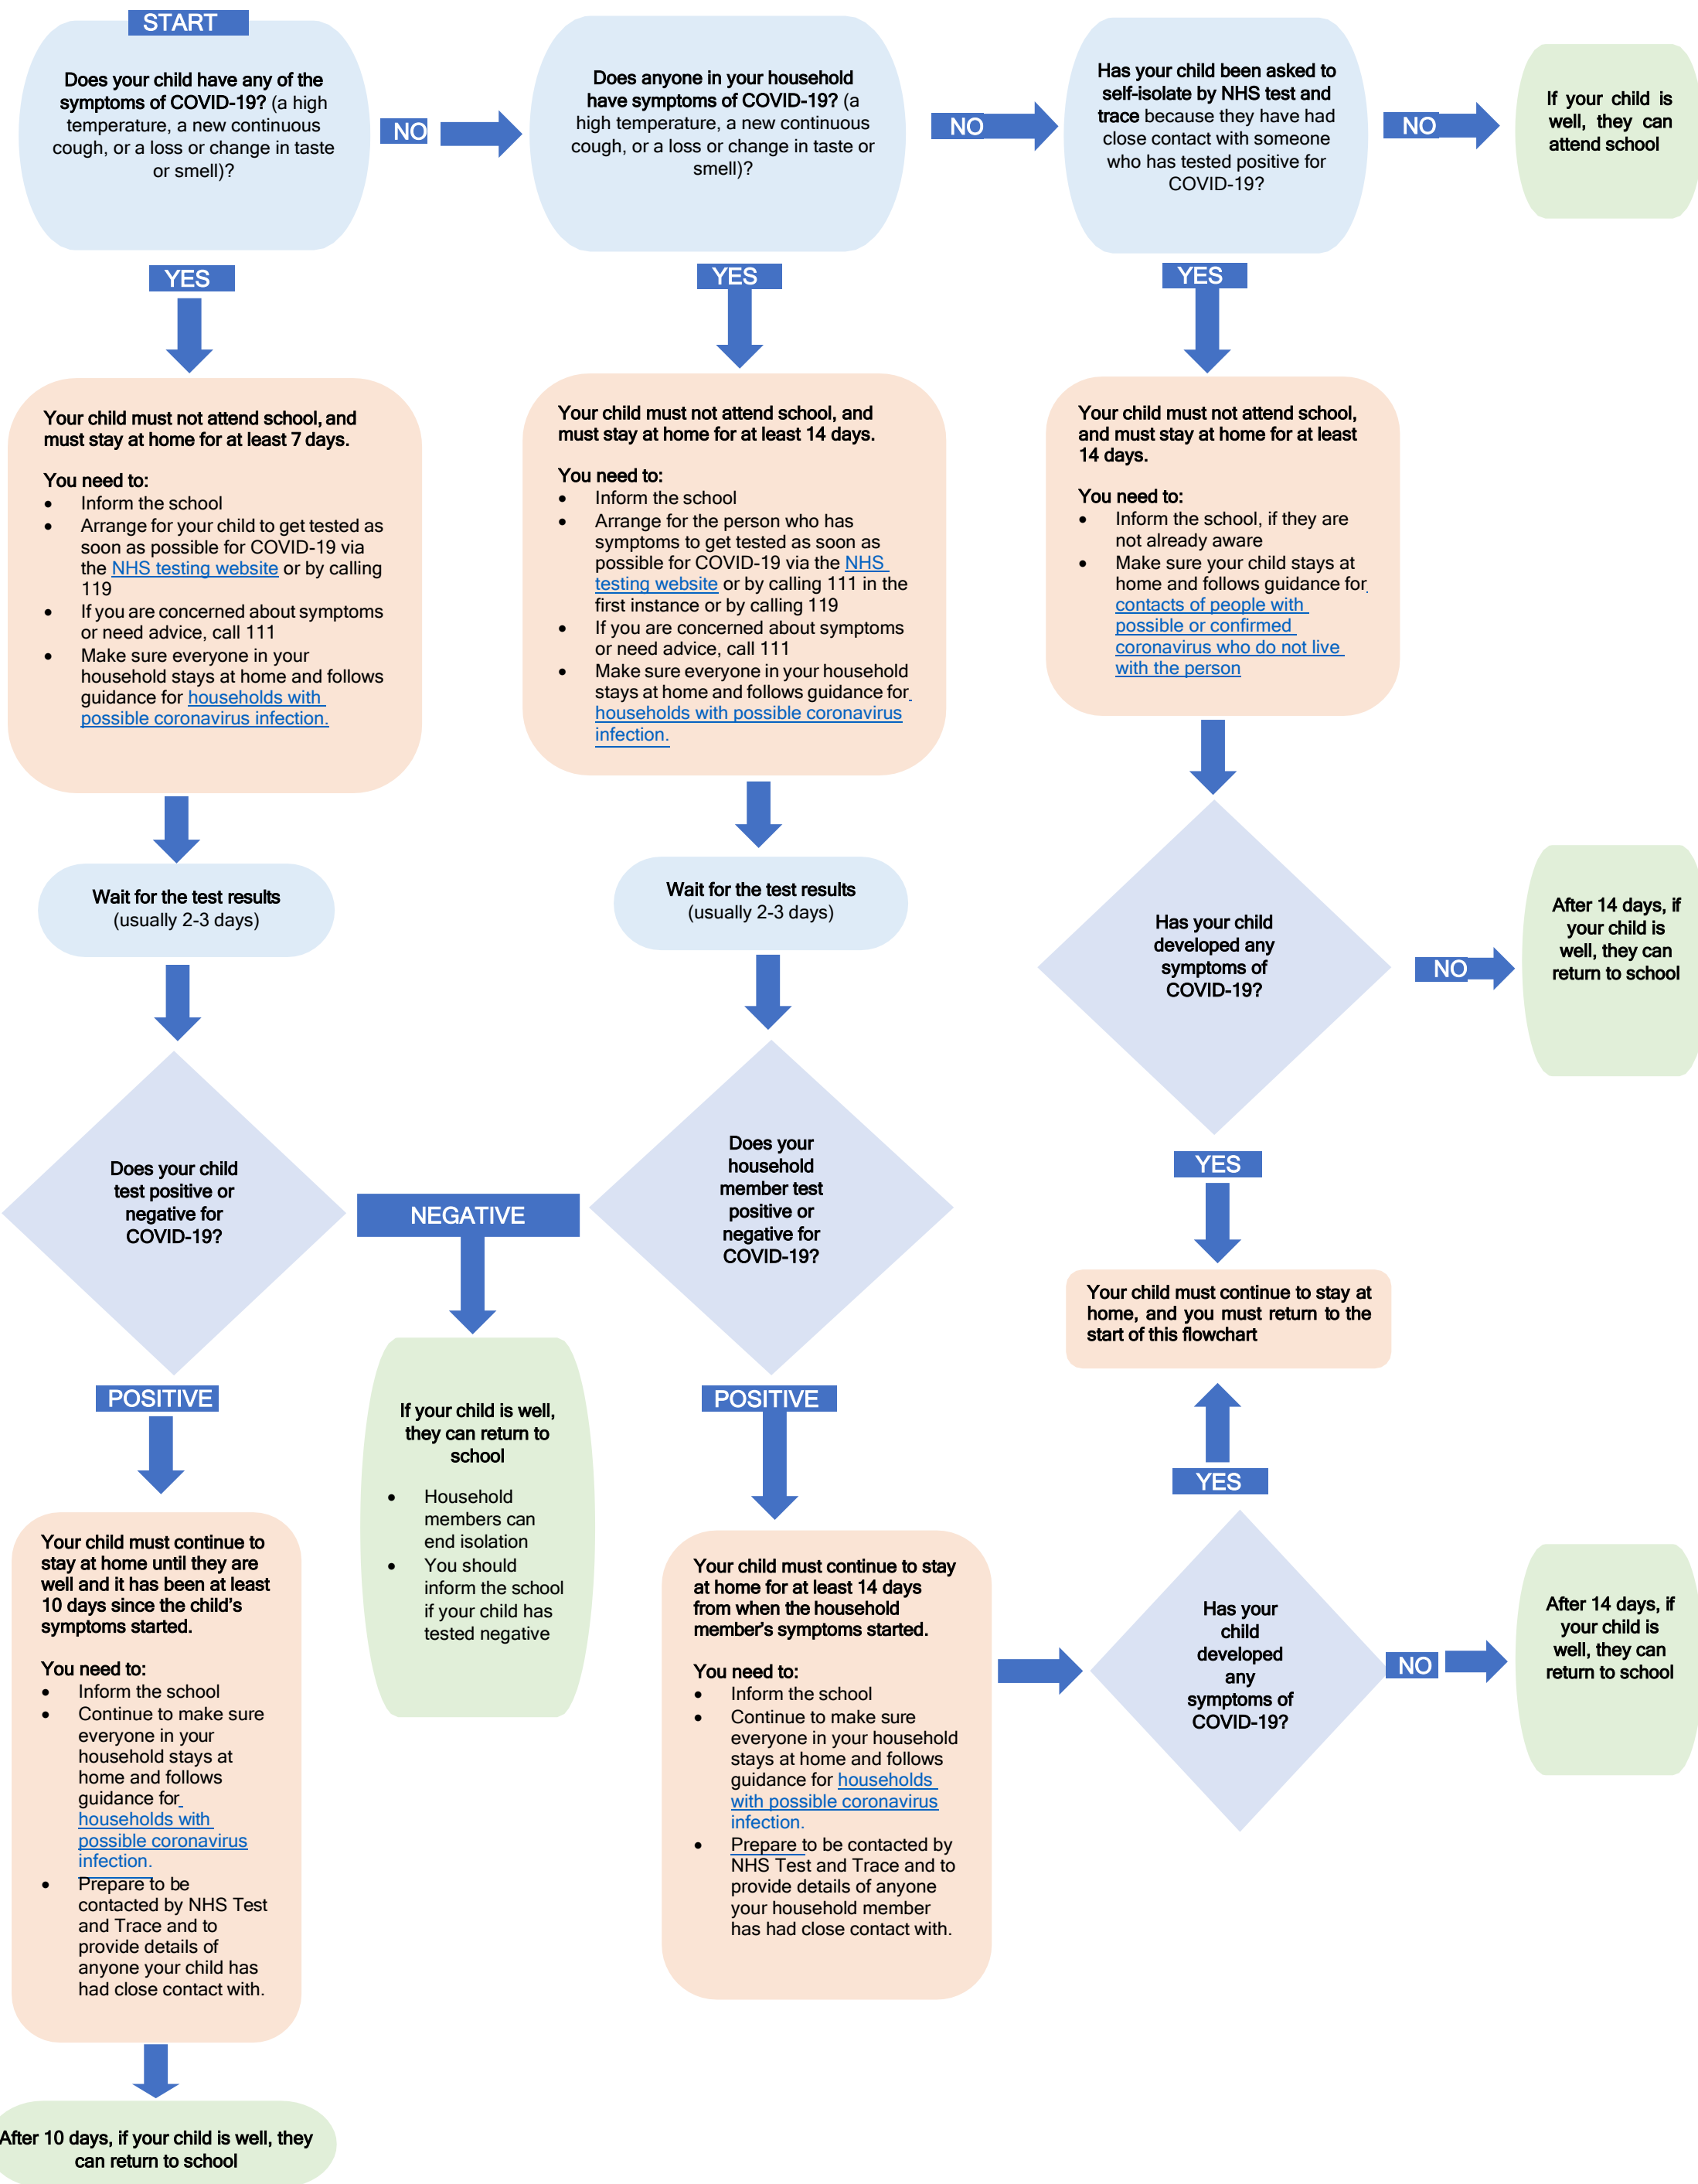 START
Does your child have any of the
symptoms of COVID-19? (a high
temperature, a new continuous
cough, or a loss or change in taste
or smell)?
NO
Does anyone in your household
have symptoms of COVID-19? (a
high temperature, a new continuous
cough, or a loss or change in taste or
smell)?
NO
Has your child been asked to
self-isolate by NHS test and
trace because they have had
close contact with someone
who has tested positive for
COVID-19?
NO
If your child is
well, they can
attend school
YES
YES
YES
Your child must not attend school, and
must stay at home for at least 7 days.
You need to:
• Inform the school
• Arrange for your child to get tested as
soon as possible for COVID-19 via
the NHS testing website or by calling
119
• If you are concerned about symptoms
or need advice, call 111
• Make sure everyone in your
household stays at home and follows
guidance for households with
possible coronavirus infection.
Your child must not attend school, and
must stay at home for at least 14 days.
You need to:
• Inform the school
• Arrange for the person who has
symptoms to get tested as soon as
possible for COVID-19 via the NHS
testing website or by calling 111 in the
first instance or by calling 119
• If you are concerned about symptoms
or need advice, call 111
• Make sure everyone in your household
stays at home and follows guidance for
households with possible coronavirus
infection.
Your child must not attend school,
and must stay at home for at least
14 days.
You need to:
• Inform the school, if they are
not already aware
• Make sure your child stays at
home and follows guidance for
contacts of people with
possible or confirmed
coronavirus who do not live
with the person
Wait for the test results
(usually 2-3 days)
Wait for the test results
(usually 2-3 days)
Has your child
developed any
symptoms of
COVID-19?
NO
After 14 days, if
your child is
well, they can
return to school
Does your child
test positive or
negative for
COVID-19?
NEGATIVE
Does your
household
member test
positive or
negative for
COVID-19?
YES
Your child must continue to stay at
home, and you must return to the
start of this flowchart
POSITIVE
If your child is well,
they can return to
school
• Household
members can
end isolation
• You should
inform the school
if your child has
tested negative
POSITIVE
YES
Your child must continue to
stay at home until they are
well and it has been at least
10 days since the child's
symptoms started.
You need to:
• Inform the school
• Continue to make sure
everyone in your
household stays at
home and follows
guidance for
households with
possible coronavirus
infection.
• Prepare to be
contacted by NHS Test
and Trace and to
provide details of
anyone your child has
had close contact with.
Your child must continue to stay
at home for at least 14 days
from when the household
member's symptoms started.
You need to:
• Inform the school
• Continue to make sure
everyone in your household
stays at home and follows
guidance for households
with possible coronavirus
infection.
• Prepare to be contacted by
NHS Test and Trace and to
provide details of anyone
your household member
has had close contact with.
Has your
child
developed
any
symptoms of
COVID-19?
NO
After 14 days, if
your child is
well, they can
return to school
After 10 days, if your child is well, they
can return to school